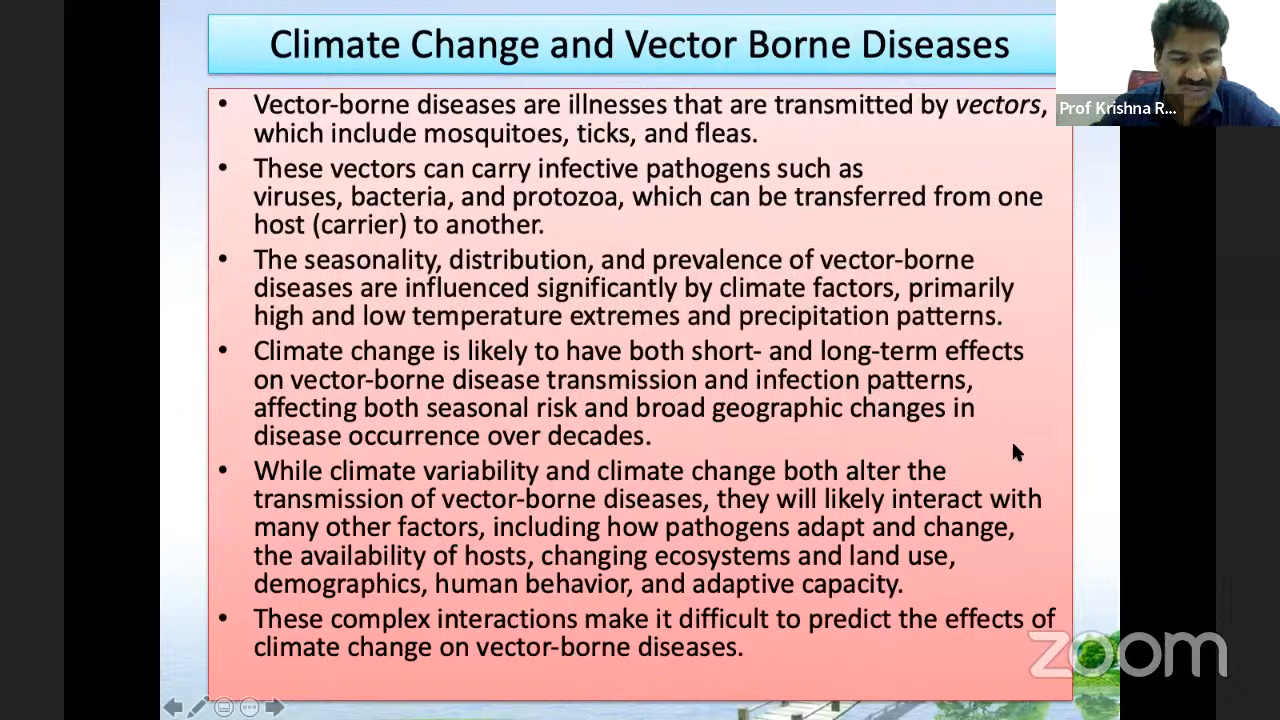 Climate Change and Vector Borne Diseases
Prof Krishna R...
• Vector-borne diseases are illnesses that are transmitted by vectors,
which include mosquitoes, ticks, and fleas.
• These vectors can carry infective pathogens such as
viruses, bacteria, and protozoa, which can be transferred from one
host (carrier) to another.
• The seasonality, distribution, and prevalence of vector-borne
diseases are influenced significantly by climate factors, primarily
high and low temperature extremes and precipitation patterns.
• Climate change is likely to have both short- and long-term effects
on vector-borne disease transmission and infection patterns,
affecting both seasonal risk and broad geographic changes in
disease occurrence over decades.
• While climate variability and climate change both alter the
transmission of vector-borne diseases, they will likely interact with
many other factors, including how pathogens adapt and change,
the availability of hosts, changing ecosystems and land use,
demographics, human behavior, and adaptive capacity.
• These complex interactions make it difficult to predict the effects of
climate change on vector-borne diseases.
zoom